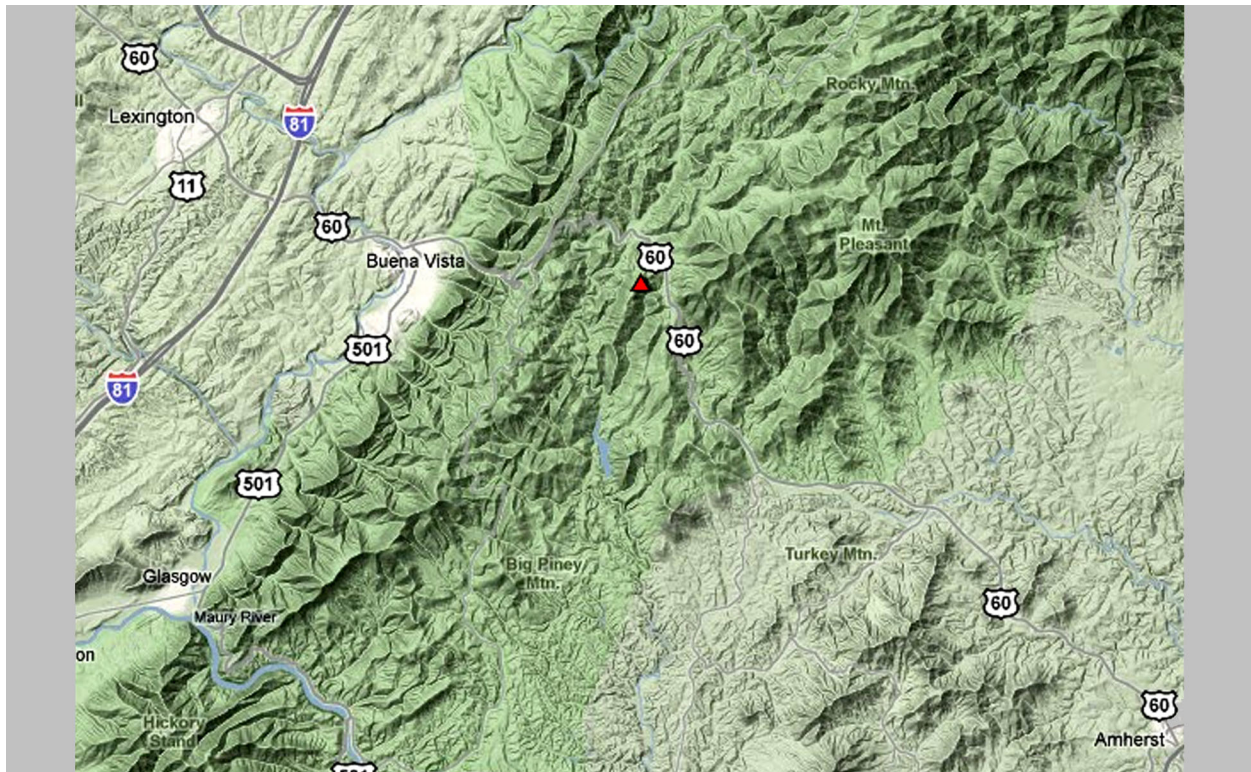 60
Rocky Mtn.
Lexington
81
11
60
Mt.
Pleasant
60
Buena Vista
60
501
81
501
Turkey Mtn.
Big Piney
Mtn.
Glasgow
60
Maury River
on
60
Hickory
Stand
Amherst